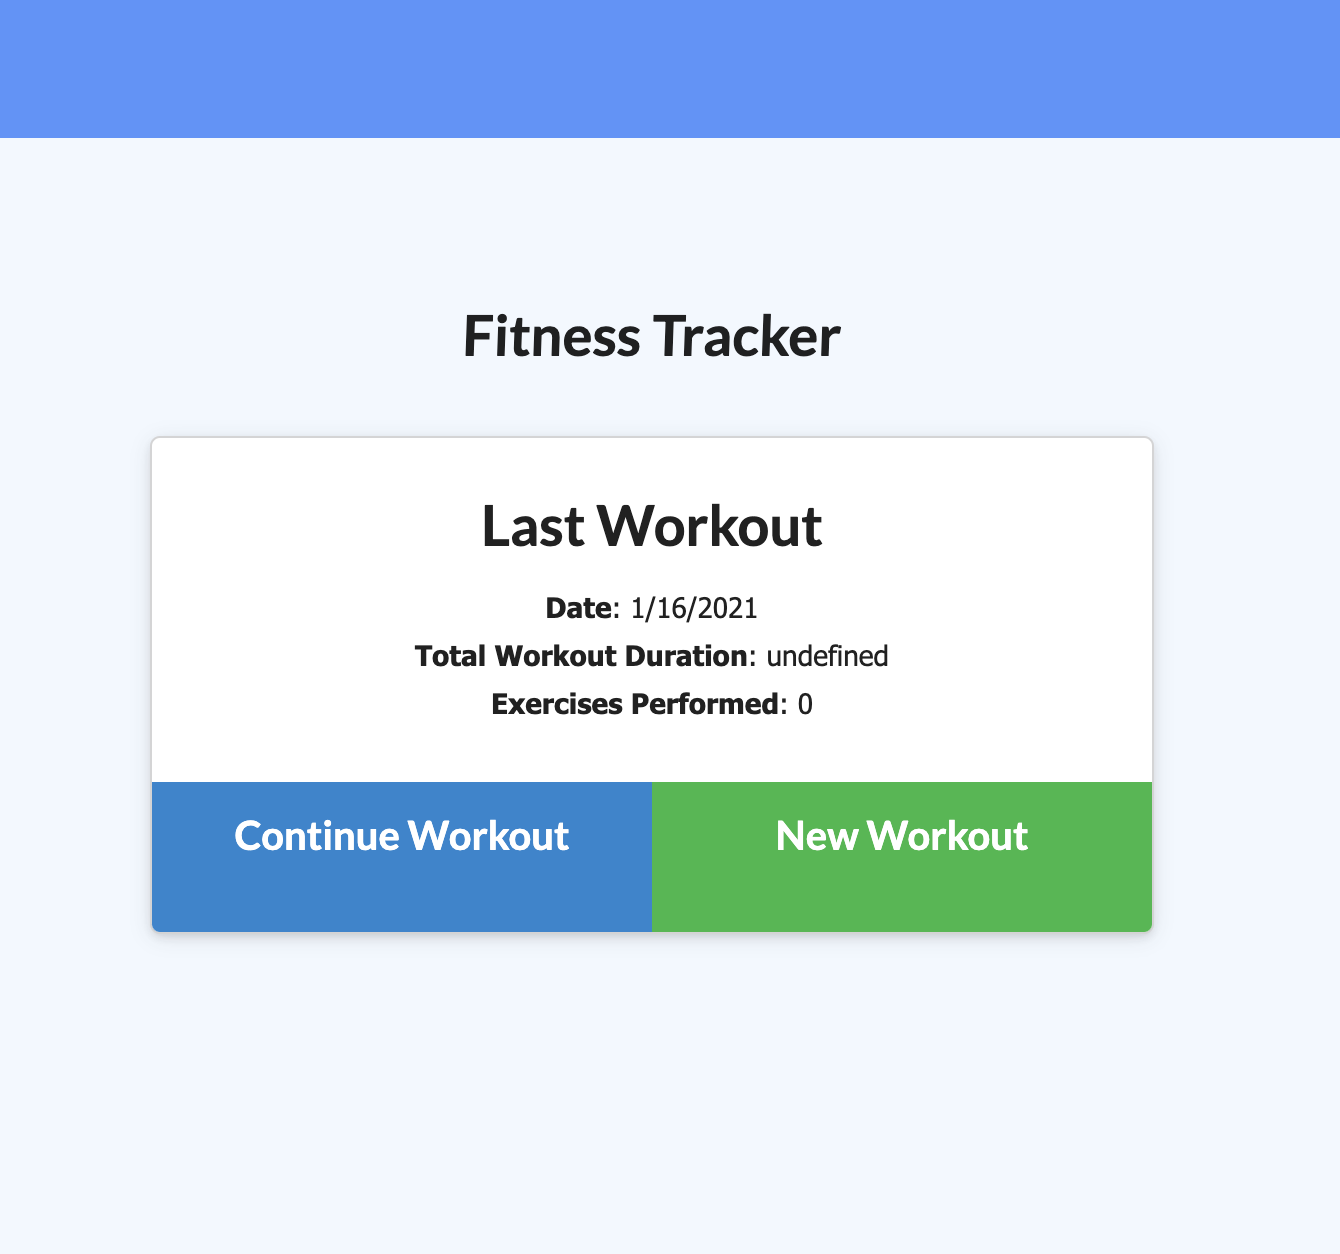 Fitness Tracker
Last Workout
Date: 1/16/2021
Total Workout Duration: undefined
Exercises Performed: 0
Continue Workout
New Workout